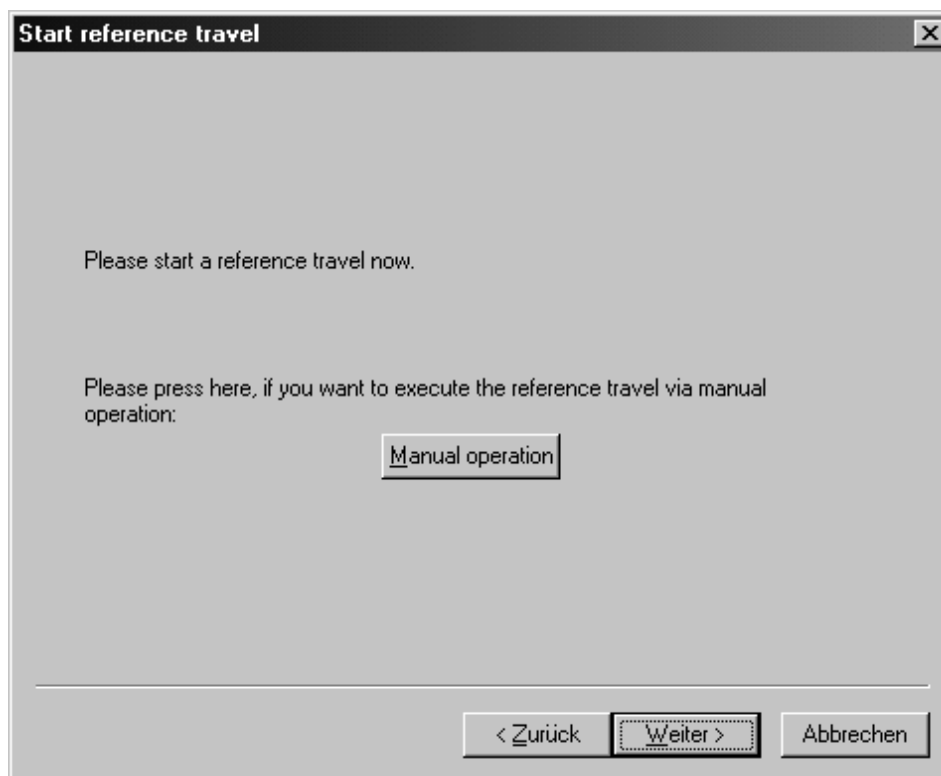 Start reference travel
Please start a reference travel now.
Please press here, if you want to execute the reference travel via manual
operation:
Manual operation
< Zurück
Weiter >
Abbrechen